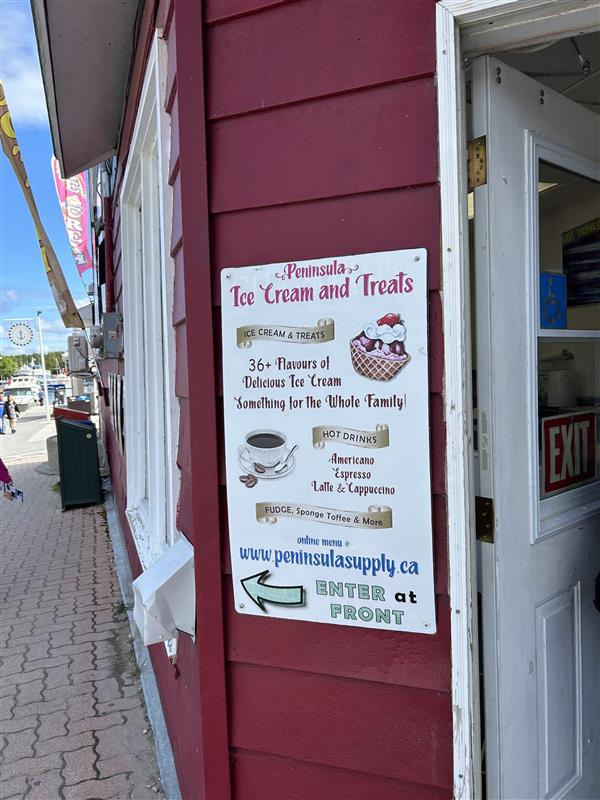 Peninsula
Ice Cream and Treats
ICE CREAM & TREATS
36+ Flavours of
Delicious Ice Cream
Something for the Whole Family!
HOT DRINKS
Americano
Espresso
Latte & Cappuccino
FUDGE, Sponge Toffee & More
online menu @
www.peninsulasupply.ca
ENTER at
FRONT
EXIT